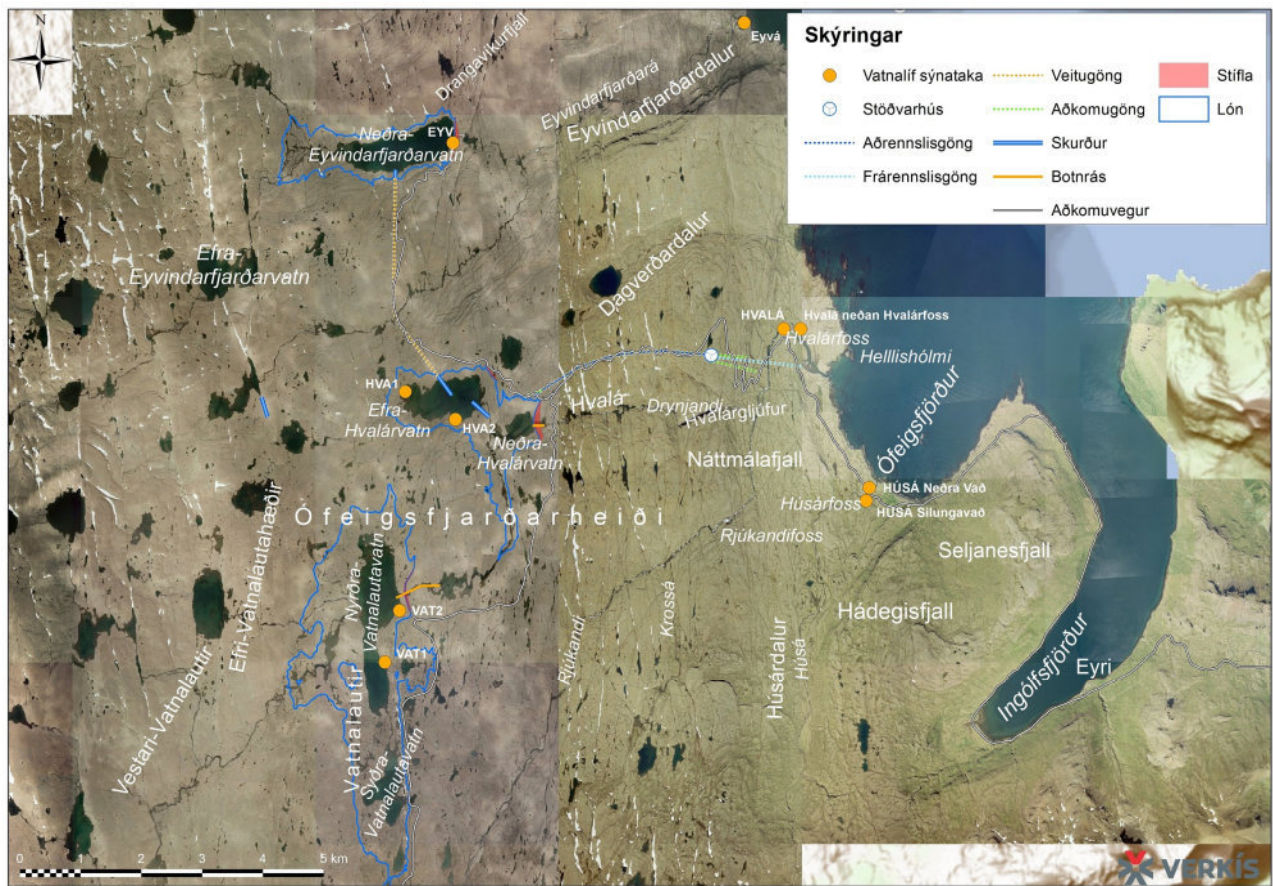 N
Skýringar
Vatnalíf sýnataka
Stöðvarhús
Aðrennslisgöng
Frárennslisgöng
Veitugöng
Aðkomugöng
Skurður
Botnrás
Aðkomuvegur
Stífla
Lón
Eyvá
Drangavíkurfjall
Eyvindarfjarðará
Eyvindarfjarðardalur
EYV
Neðra-
Eyvindarfjarðarvatn
Efra-
Eyvindarfjarðarvatn
Dagverðardalur
HVALÁ
Hvalá neðan Hvalárfoss
Hvalárfoss
Helllishólmi
HVA1
Efra-
Hvalárvatn
HVA2
Neðra-
Hvalárvatn
Hvalá
Drynjandi
Hvalárgljúfur
Ófeigsfjörður
Náttmálafjall
HÚSÁ Neðra Vað
Húsárfoss
HÚSÁ Silungavað
Ófeigsfjarðarheiði
Rjúkandifoss
Seljanesfjall
Efri-Vatnalautahæðir
Nyrðra-
Vatnalautavatn
VAT2
Krossá
Hádegisfjall
Rjúkandi
VAT1
Húsárdalur
Húsá
Ingólfsfjörður
Eyri
Vestari-Vatnalautir
Vatnalautir
Syðra-
Vatnalautavatn
0 1 2 3 4 5 km
VERKÍS